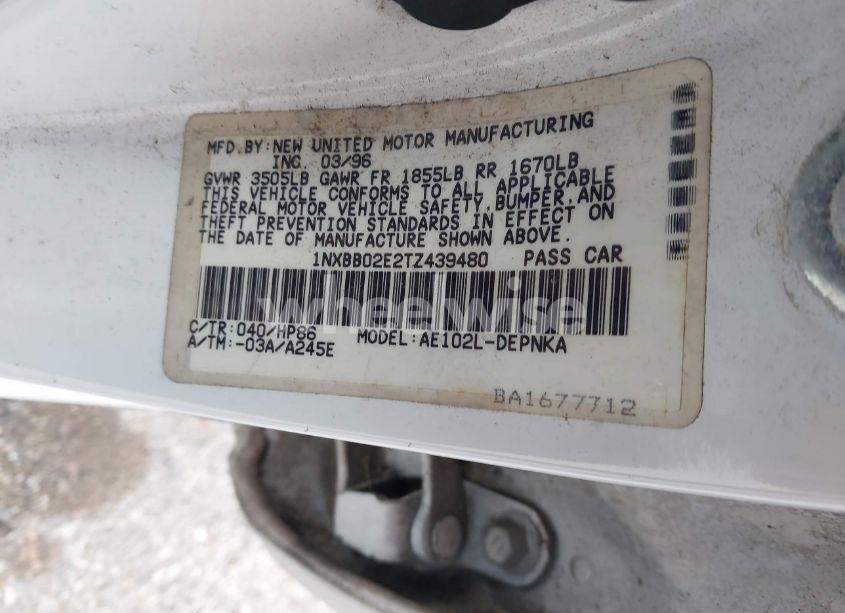 MFD.BY:NEW UNITED MOTOR MANUFACTURING
INC. 03/96
GVWR 3505LB GAWR FR 1855LB RR 1670LB
THIS VEHICLE CONFORMS TO ALL APPLICABLE
FEDERAL MOTOR VEHICLE SAFETY,BUMPER,AND
THEFT PREVENTION STANDARDS IN EFFECT ON
THE DATE OF MANUFACTURE SHOWN ABOVE.
1NXBB02E2TZ439480 PASS CAR
wheelwise
C/TR:040/HP86 MODEL:AE102L-DEPNKA
A/TM:-03A/A245E
BA1677712